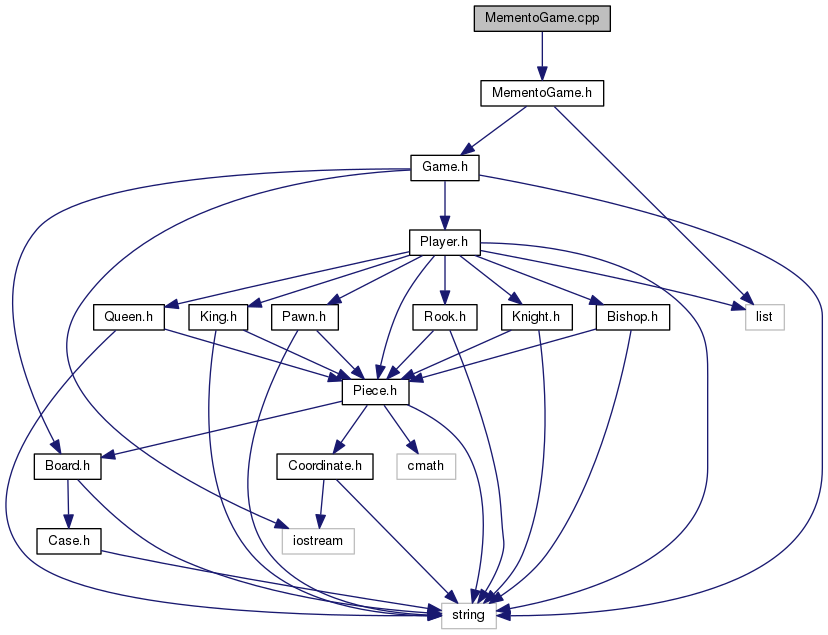 MementoGame.cpp
MementoGame.h
Game.h
Player.h
Queen.h
King.h
Pawn.h
Rook.h
Knight.h
Bishop.h
list
Piece.h
Board.h
Coordinate.h
cmath
Case.h
iostream
string